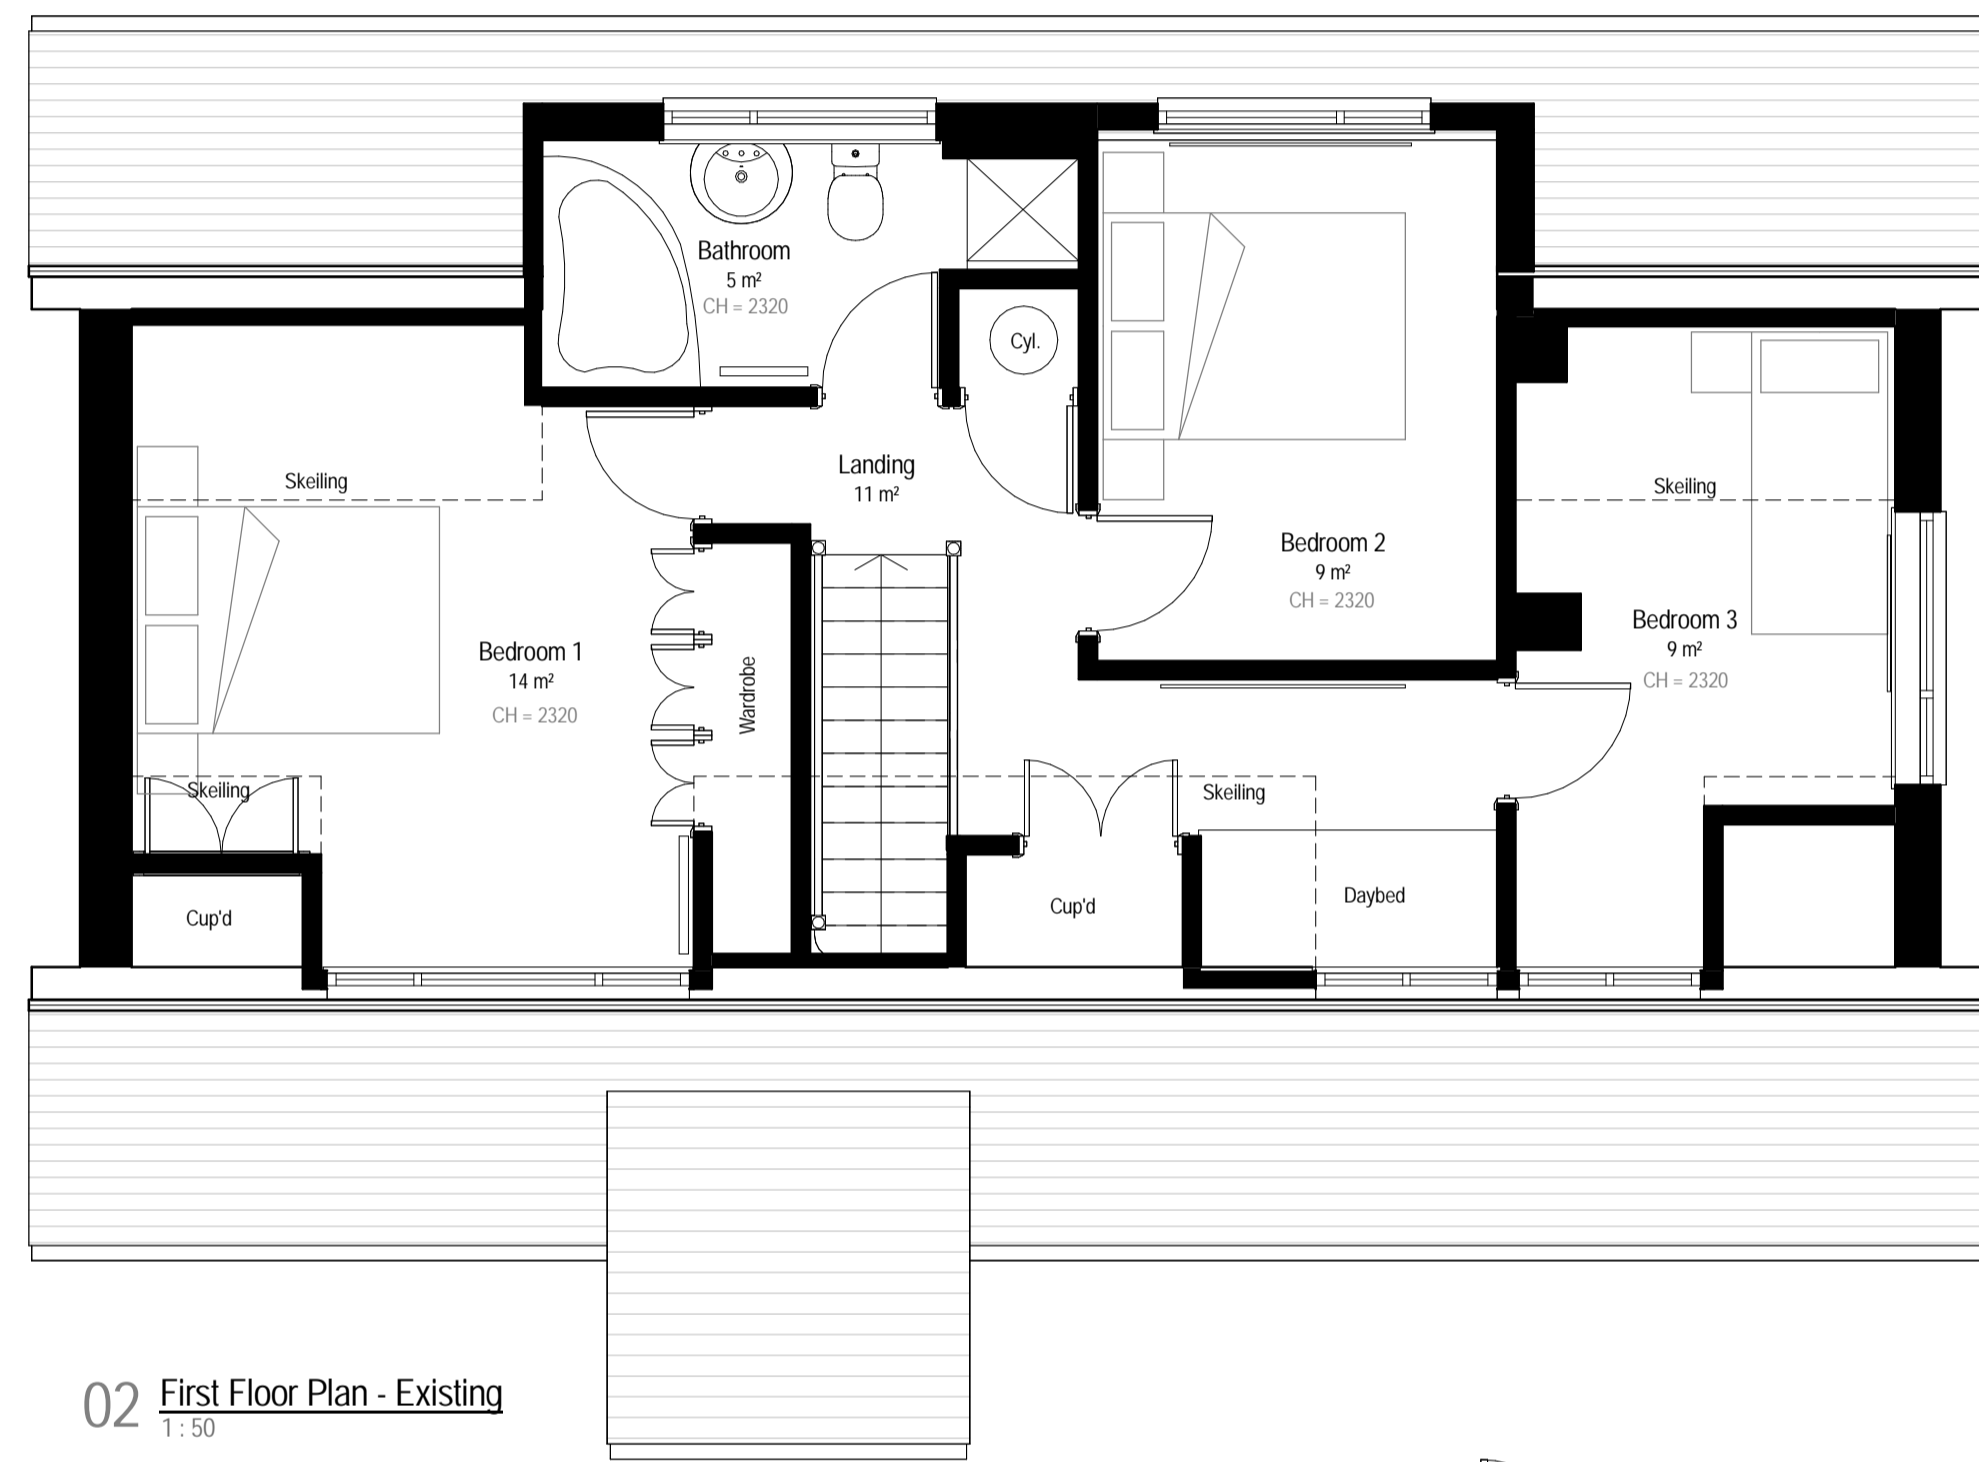 Bathroom
5 m²
CH = 2320
Cyl.
Skeiling
Landing
11 m²
Skeiling
Bedroom 2
9 m²
CH = 2320
Bedroom 3
9 m²
CH = 2320
Bedroom 1
14 m²
CH = 2320
Wardrobe
Skeiling
Skeiling
Cup'd
Cup'd
Daybed
02 First Floor Plan - Existing
1 : 50